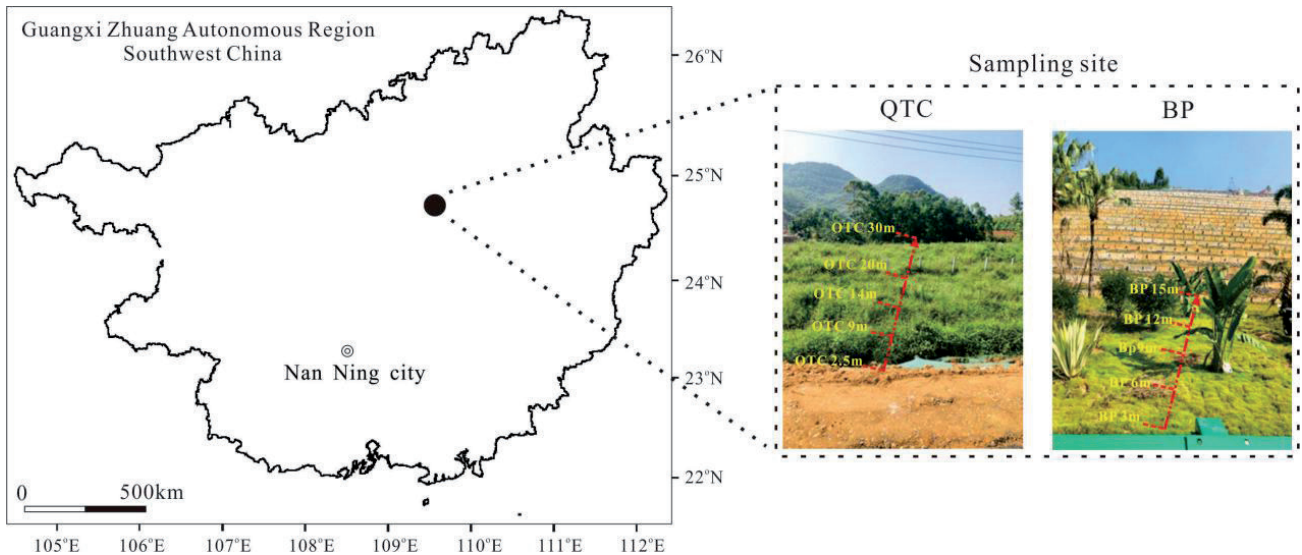 Guangxi Zhuang Autonomous Region
Southwest China
26°N
25°N
24°N
23°N
22°N
Nan Ning city
0 500km
105°E 106°E 107°E 108°E 109°E 110°E 111°E 112°E
Sampling site
QTC BP
OTC 30m
OTC 20m
OTC 14m
OTC 9m
OTC 2.5m
BP 15m
BP 12m
BP 6m
BP 3m